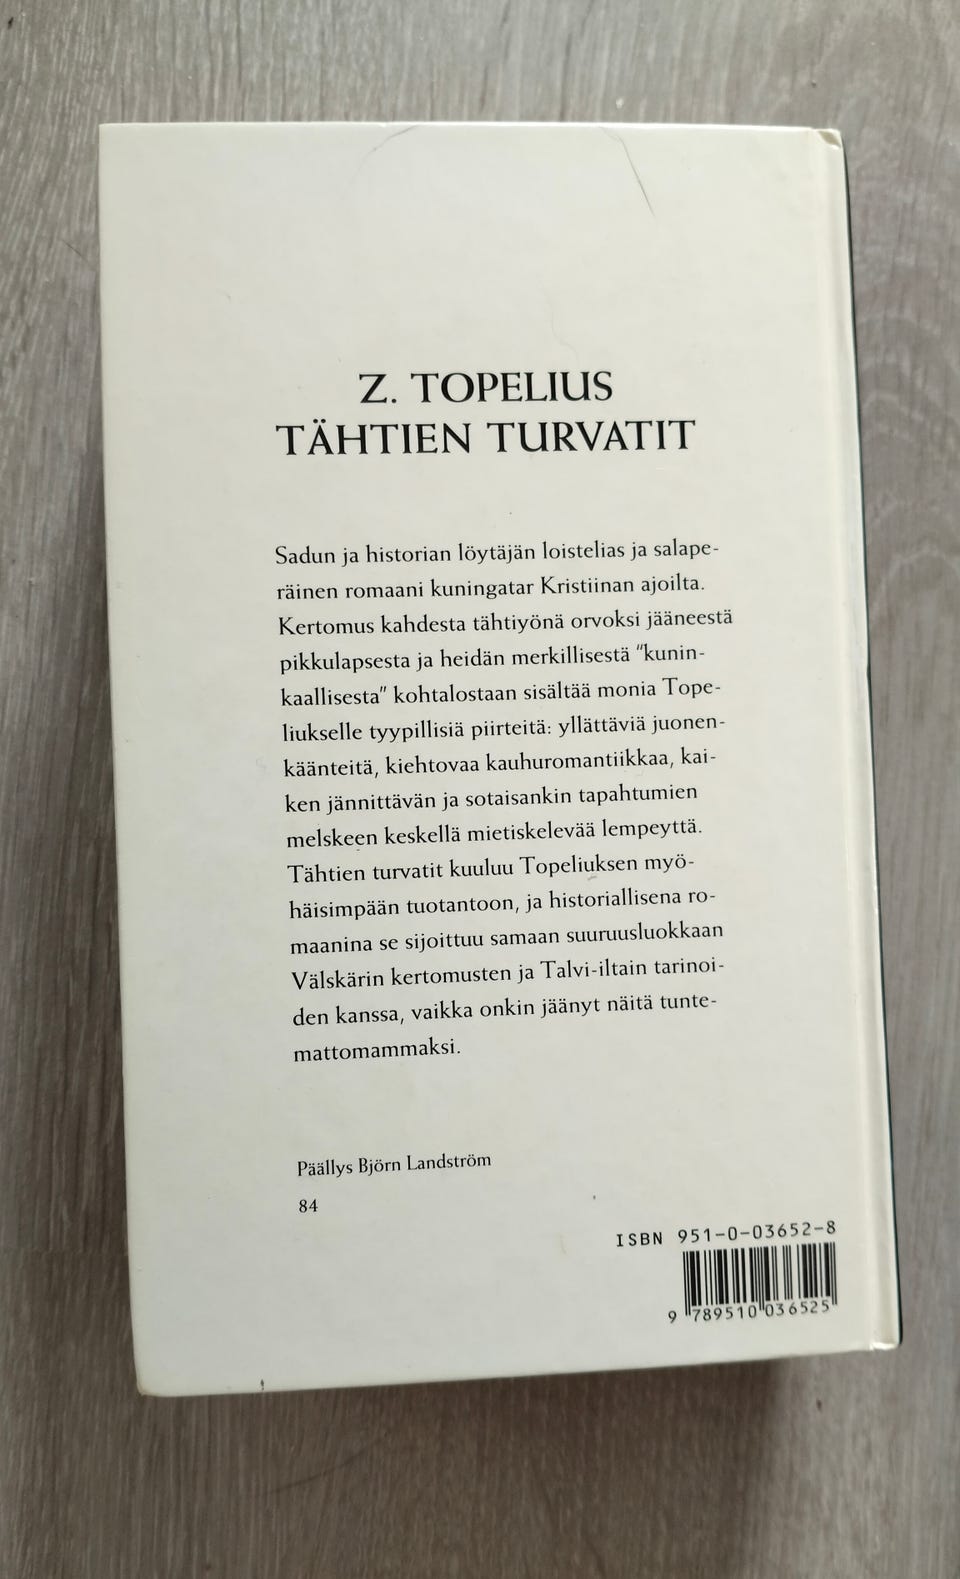 Z. TOPELIUS
TÄHTIEN TURVATIT
Sadun ja historian löytäjän loistelias ja salape-
räinen romaani kuningatar Kristiinan ajoilta.
Kertomus kahdesta tähtiyönä orvoksi jääneestä
pikkulapsesta ja heidän merkillisestä "kunin-
kaallisesta" kohtalostaan sisältää monia Tope-
liukselle tyypillisiä piirteitä: yllättäviä juonen-
käänteitä, kiehtovaa kauhuromantiikkaa, kai-
ken jännittävän ja sotaisankin tapahtumien
melskeen keskellä mietiskelevää lempeyttä.
Tähtien turvatit kuuluu Topeliuksen myö-
häisimpään tuotantoon, ja historiallisena ro-
maanina se sijoittuu samaan suuruusluokkaan
Välskärin kertomusten ja Talvi-iltain tarinoi-
den kanssa, vaikka onkin jäänyt näitä tunte-
mattomammaksi.
Päällys Björn Landström
84
ISBN 951-0-03652-8
9 789510 036525